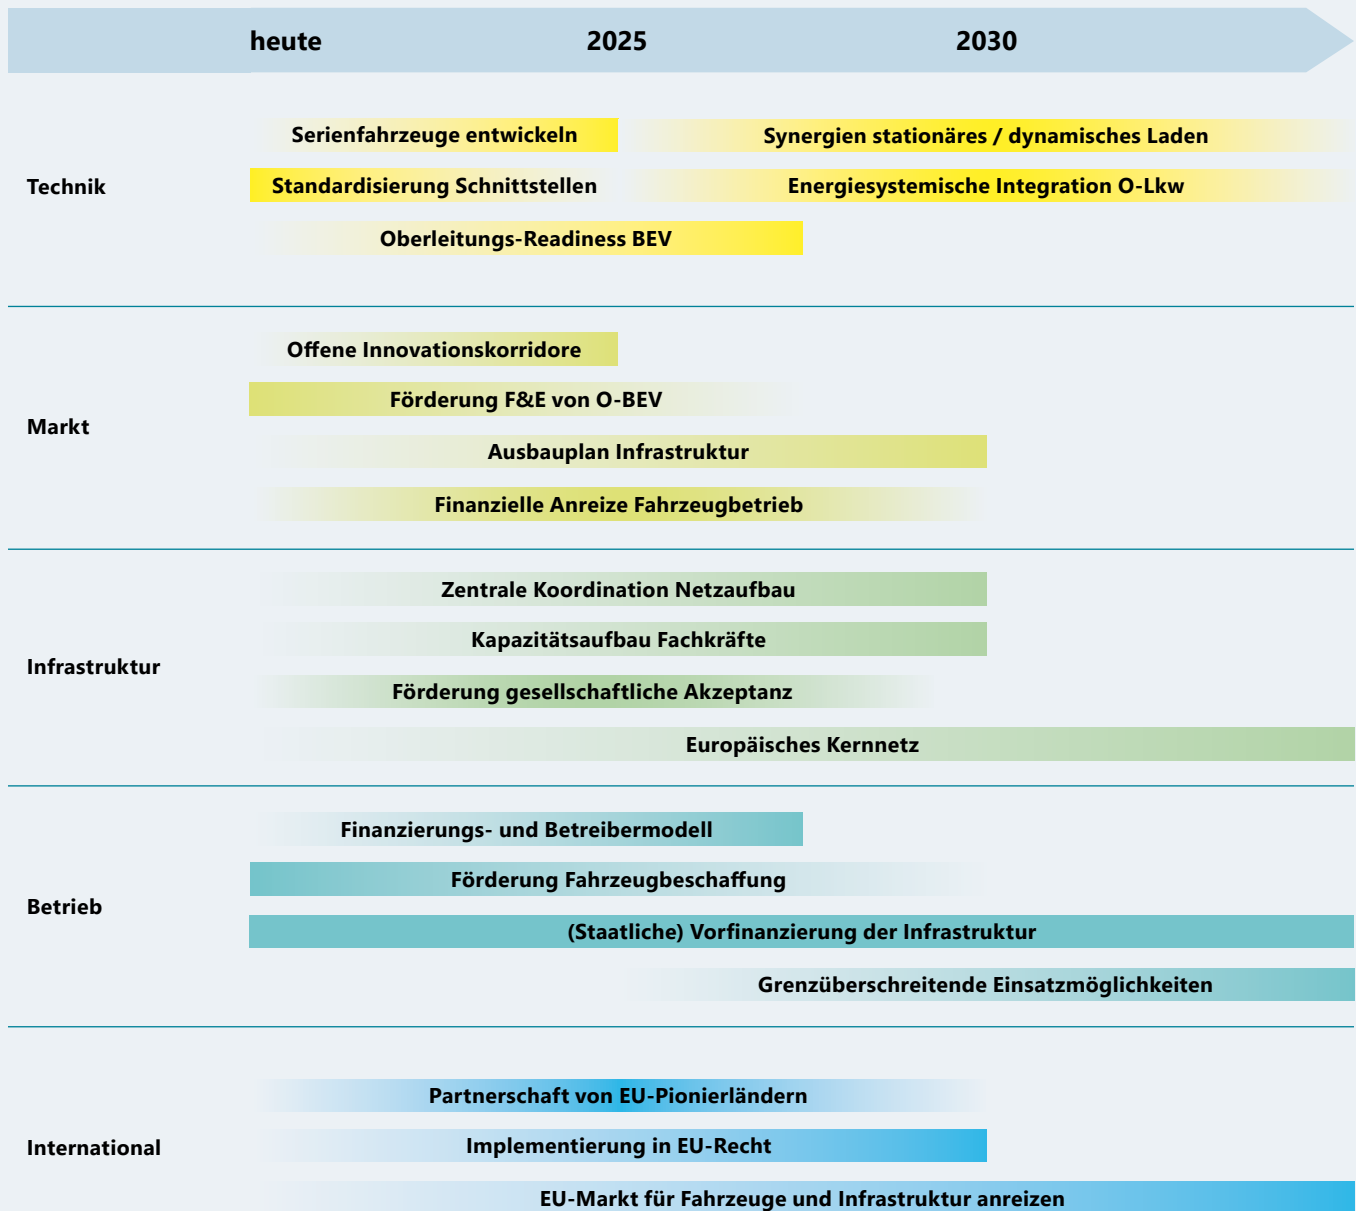 heute 2025 2030
Serienfahrzeuge entwickeln Synergien stationäres / dynamisches Laden
Technik
Standardisierung Schnittstellen Energiesystemische Integration O-Lkw
Oberleitungs-Readiness BEV
Offene Innovationskorridore
Förderung F&E von O-BEV
Markt
Ausbauplan Infrastruktur
Finanzielle Anreize Fahrzeugbetrieb
Zentrale Koordination Netzaufbau
Kapazitätsaufbau Fachkräfte
Infrastruktur
Förderung gesellschaftliche Akzeptanz
Europäisches Kernnetz
Finanzierungs- und Betreibermodell
Förderung Fahrzeugbeschaffung
Betrieb
(Staatliche) Vorfinanzierung der Infrastruktur
Grenzüberschreitende Einsatzmöglichkeiten
Partnerschaft von EU-Pionierländern
International
Implementierung in EU-Recht
EU-Markt für Fahrzeuge und Infrastruktur anreizen